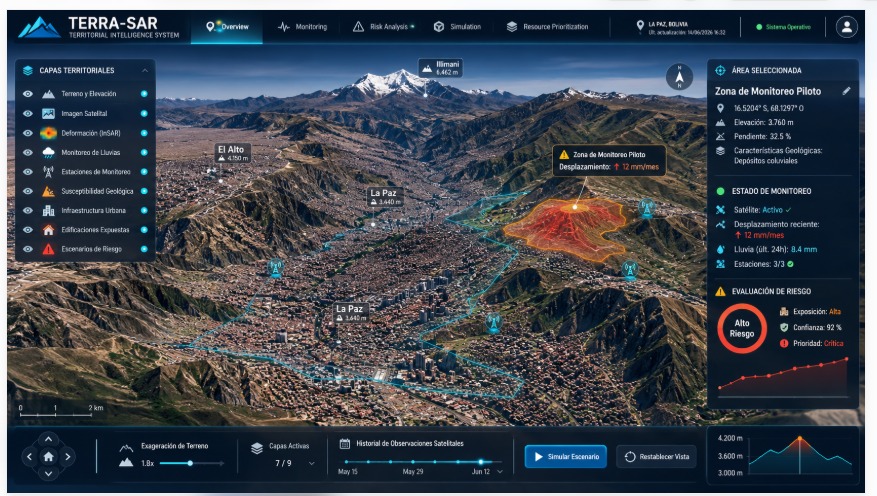 TERRA-SAR
TERRITORIAL INTELLIGENCE SYSTEM
Overview
Monitoring
Risk Analysis
Simulation
Resource Prioritization
LA PAZ, BOLIVIA
Últ. actualización: 14/06/2026 16:32
Sistema Operativo
CAPAS TERRITORIALES
Terreno y Elevación
Imagen Satelital
Deformación (InSAR)
Monitoreo de Lluvias
Estaciones de Monitoreo
Susceptibilidad Geológica
Infraestructura Urbana
Edificaciones Expuestas
Escenarios de Riesgo
Illimani
6.462 m
N
El Alto
4.150 m
La Paz
3.640 m
Zona de Monitoreo Piloto
Desplazamiento: ↑ 12 mm/mes
La Paz
3.640 m
0 1 2 km
ÁREA SELECCIONADA
Zona de Monitoreo Piloto
16.5204° S, 68.1297° O
Elevación: 3.760 m
Pendiente: 32.5 %
Características Geológicas:
Depósitos coluviales
ESTADO DE MONITOREO
Satélite: Activo ✓
Desplazamiento reciente:
↑ 12 mm/mes
Lluvia (últ. 24h): 8.4 mm
Estaciones: 3/3
EVALUACIÓN DE RIESGO
Alto
Riesgo
Exposición: Alta
Confianza: 92 %
Prioridad: Crítica
Exageración de Terreno
1.8x
Capas Activas
7 / 9
Historial de Observaciones Satelitales
May 15 May 29 Jun 12
Simular Escenario
Restablecer Vista
4.200 m
3.600 m
3.000 m